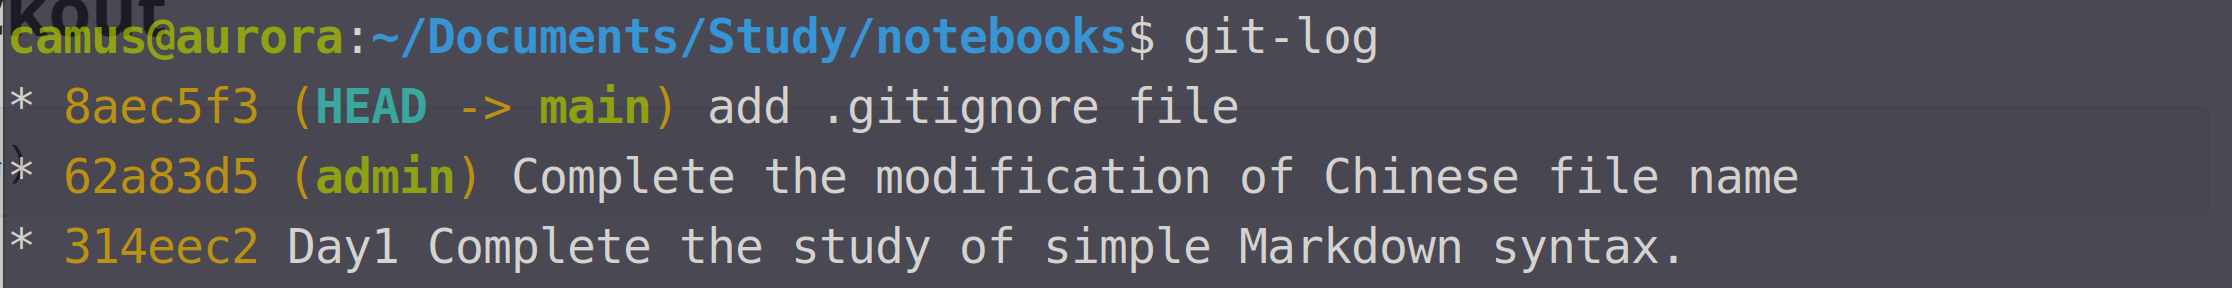 kout
camus@aurora:~/Documents/Study/notebooks$ git-log
* 8aec5f3 (HEAD -> main) add .gitignore file
* 62a83d5 (admin) Complete the modification of Chinese file name
* 314eec2 Day1 Complete the study of simple Markdown syntax.